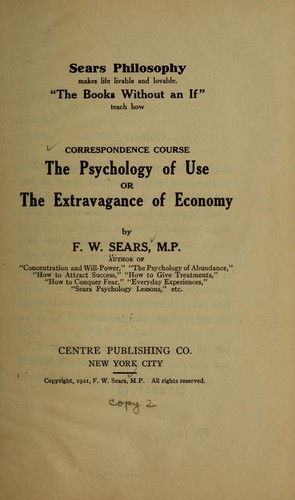 Sears Philosophy
makes life livable and lovable.
"The Books Without an If"
teach how
CORRESPONDENCE COURSE
The Psychology of Use
OR
The Extravagance of Economy
by
F. W. SEARS, M.P.
AUTHOR OF
"Concentration and Will-Power," "The Psychology of Abundance,"
"How to Attract Success," "How to Give Treatments,"
"How to Conquer Fear," "Everyday Experiences,"
"Sears Psychology Lessons," etc.
CENTRE PUBLISHING CO.
NEW YORK CITY
Copyright, 1921, F. W. Sears, M.P. All rights reserved.
copy 2